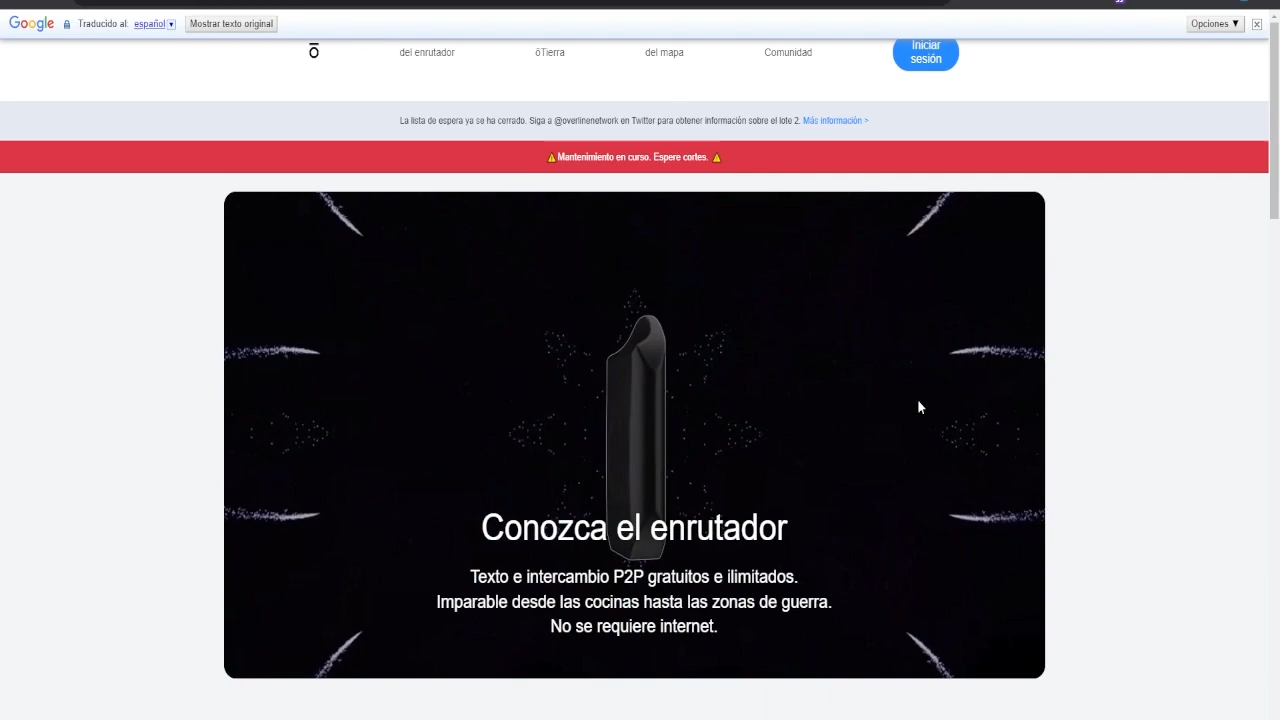 Google Traducido al: español Mostrar texto original Opciones ▼
ō del enrutador ōTierra del mapa Comunidad Iniciar sesión
La lista de espera ya se ha cerrado. Siga a @overlinenetwork en Twitter para obtener información sobre el lote 2. Más información >
⚠ Mantenimiento en curso. Espere cortes. ⚠
Conozca el enrutador
Texto e intercambio P2P gratuitos e ilimitados.
Imparable desde las cocinas hasta las zonas de guerra.
No se requiere internet.